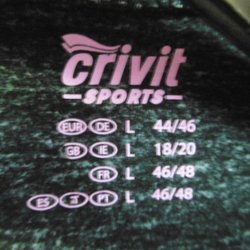 crivit
SPORTS
EUR DE L 44/46
GB IE L 18/20
FR L 46/48
ES IT PT L 46/48